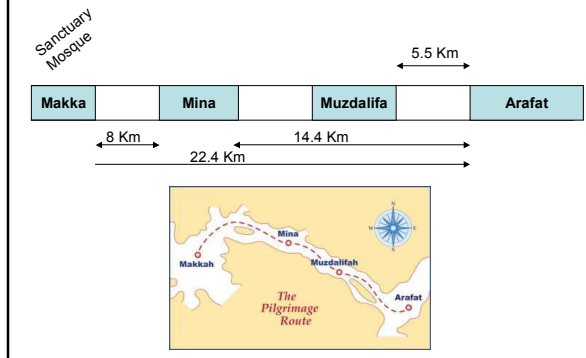 Sanctuary
Mosque
5.5 Km
Makka
Mina
Muzdalifa
Arafat
8 Km
14.4 Km
22.4 Km
N
W
E
S
Mina
Makkah
Muzdalifah
Arafat
The
Pilgrimage
Route